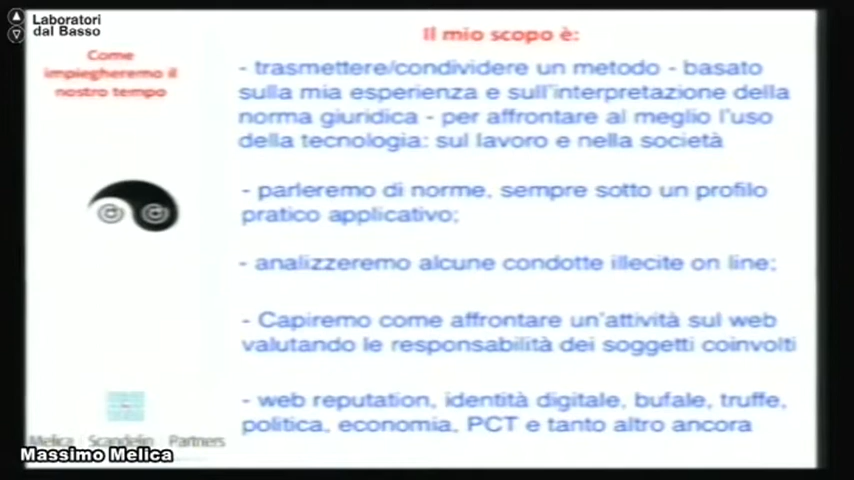 Laboratori
dal Basso
Come
impiegheremo il
nostro tempo
Il mio scopo è:
- trasmettere/condividere un metodo - basato
sulla mia esperienza e sull'interpretazione della
norma giuridica - per affrontare al meglio l'uso
della tecnologia: sul lavoro e nella società
- parleremo di norme, sempre sotto un profilo
pratico applicativo;
- analizzeremo alcune condotte illecite on line;
- Capiremo come affrontare un'attività sul web
valutando le responsabilità dei soggetti coinvolti
- web reputation, identità digitale, bufale, truffe,
politica, economia, PCT e tanto altro ancora
Melica Scandelin Partners
Massimo Melica